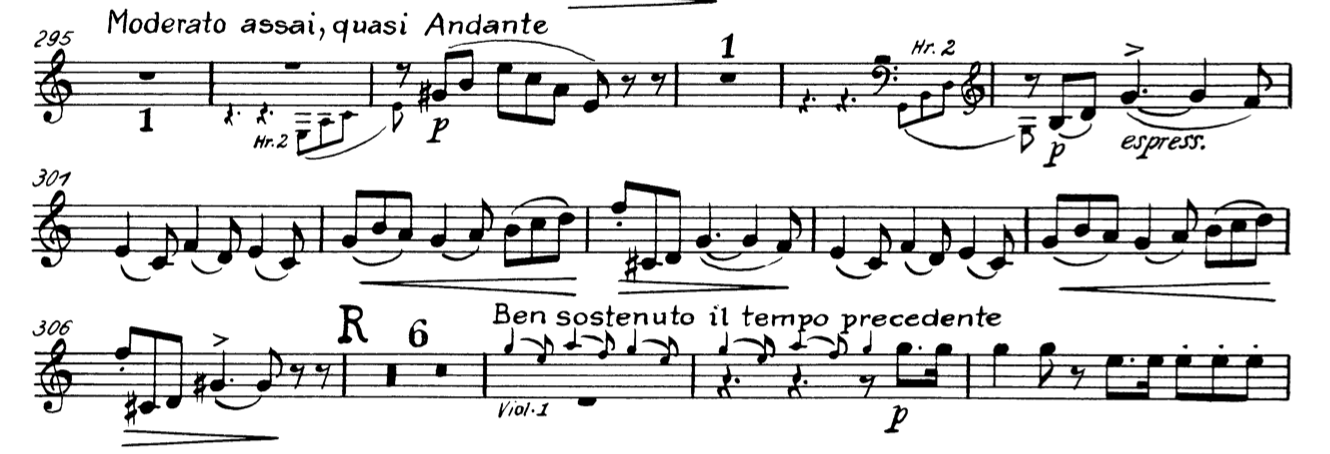 Moderato assai, quasi Andante
295
1
Hr. 2
p
1
Hr. 2
p
espress.
301
306
R
6
Ben sostenuto il tempo precedente
Viol. 1
p